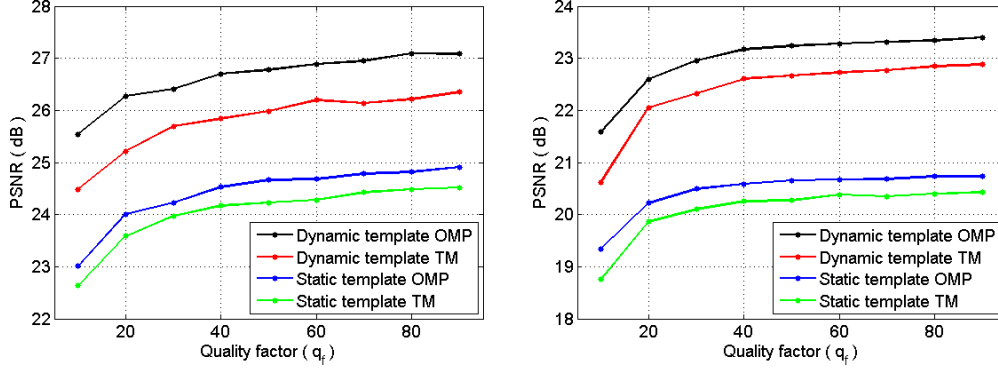 28
27
26
25
24
23
22
PSNR ( dB )
20
40
60
80
Quality factor ( q_f )
Dynamic template OMP
Dynamic template TM
Static template OMP
Static template TM
24
23
22
21
20
19
18
PSNR ( dB )
20
40
60
80
Quality factor ( q_f )
Dynamic template OMP
Dynamic template TM
Static template OMP
Static template TM